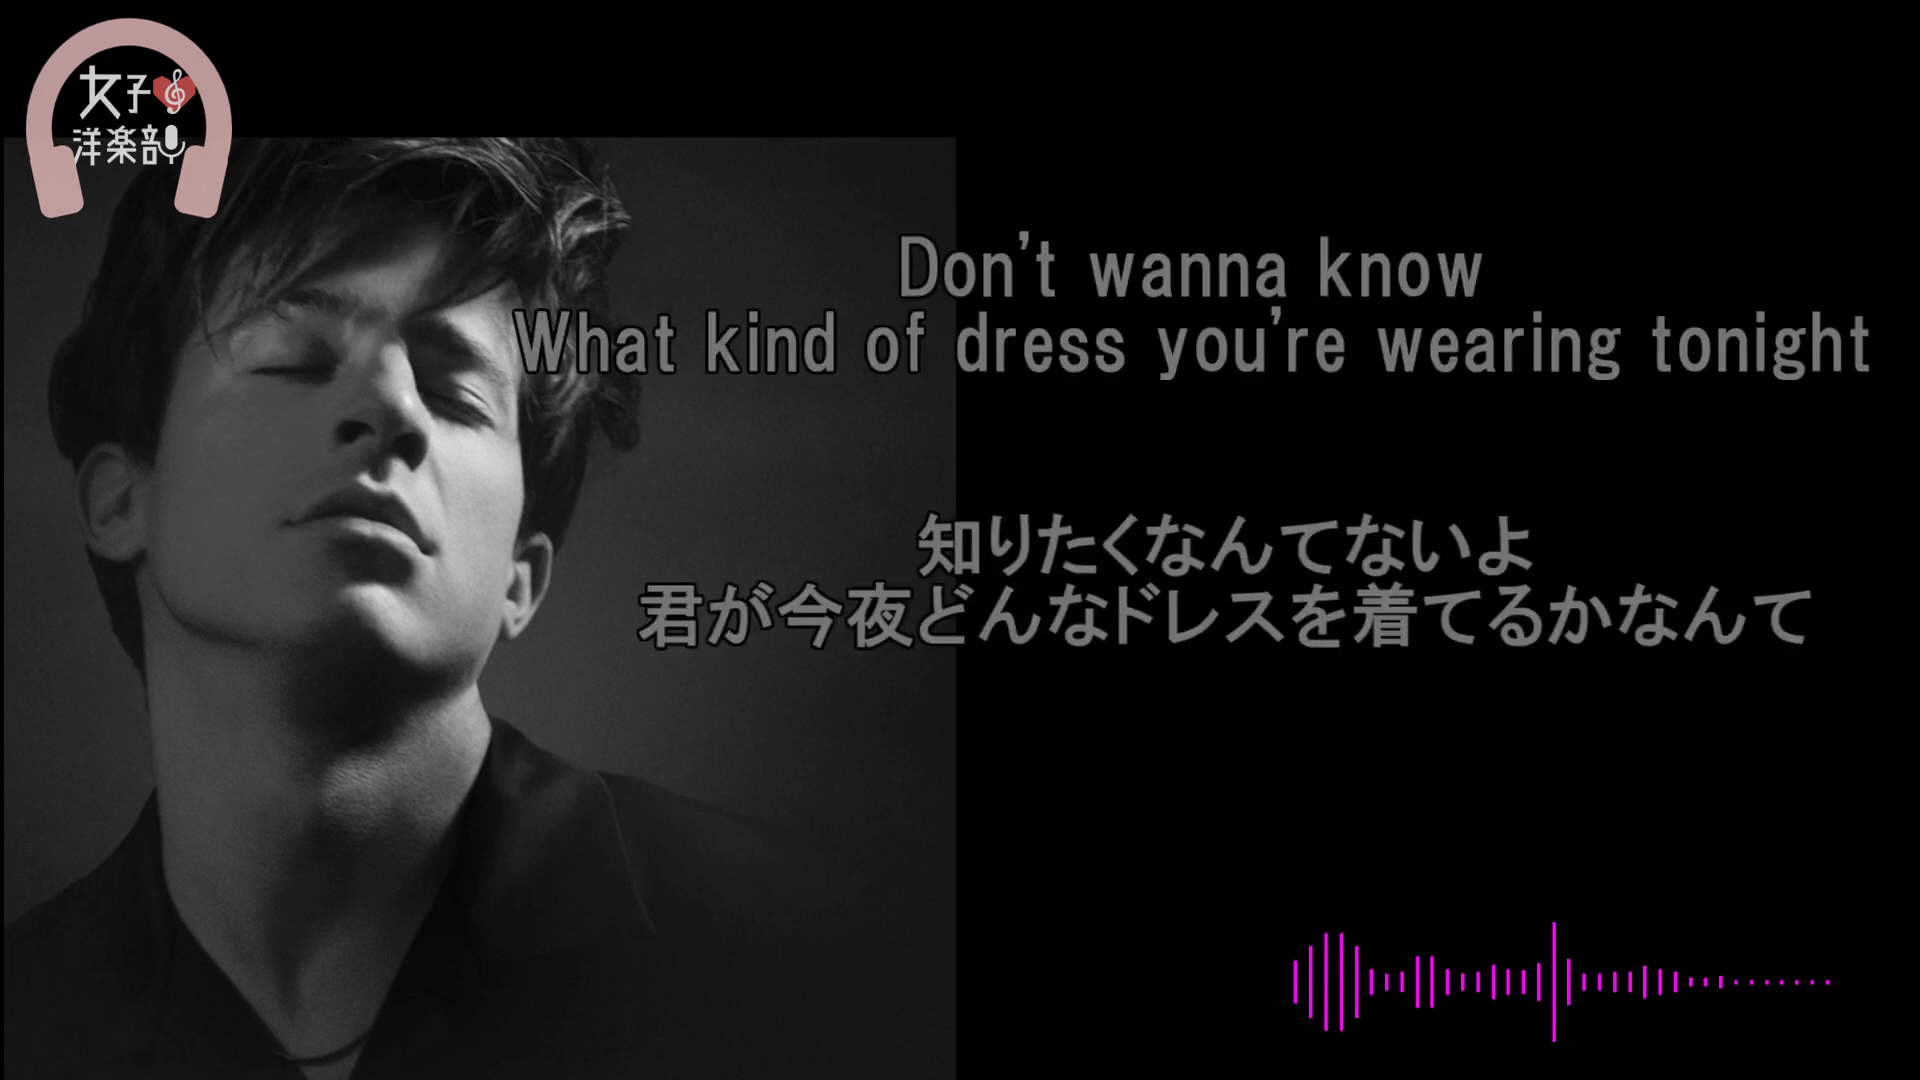 女子
洋楽部
Don't wanna know
What kind of dress you're wearing tonight
知りたくなんてないよ
君が今夜どんなドレスを着てるかなんて